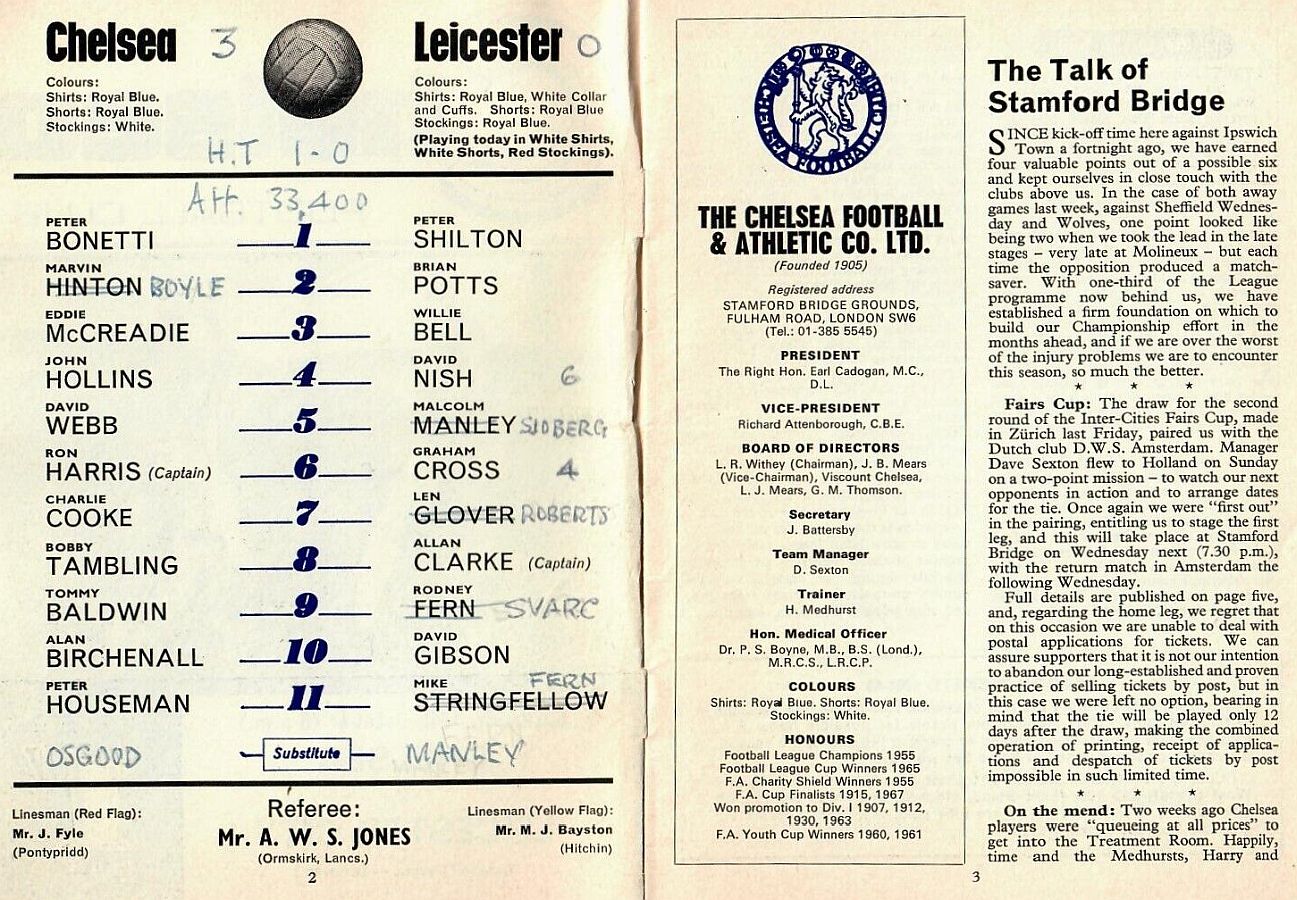 Chelsea 3
Colours:
Shirts: Royal Blue.
Shorts: Royal Blue.
Stockings: White.
Leicester 0
Colours:
Shirts: Royal Blue, White Collar
and Cuffs. Shorts: Royal Blue
Stockings: Royal Blue.
(Playing today in White Shirts,
White Shorts, Red Stockings).
H.T 1-0
Att. 33,400
PETER PETER
BONETTI 1 SHILTON
MARVIN BRIAN
HINTON BOYLE 2 POTTS
EDDIE WILLIE
McCREADIE 3 BELL
JOHN DAVID
HOLLINS 4 NISH 6
DAVID MALCOLM
WEBB 5 MANLEY SJOBERG
RON GRAHAM
HARRIS (Captain) 6 CROSS 4
CHARLIE LEN
COOKE 7 GLOVER ROBERTS
BOBBY ALLAN
TAMBLING 8 CLARKE (Captain)
TOMMY RODNEY
BALDWIN 9 FERN SVARC
ALAN DAVID
BIRCHENALL 10 GIBSON
PETER MIKE FERN
HOUSEMAN 11 STRINGFELLOW
OSGOOD Substitute MANLEY
Linesman (Red Flag):
Mr. J. Fyle
(Pontypridd)
Referee:
Mr. A. W. S. JONES
(Ormskirk, Lancs.)
Linesman (Yellow Flag):
Mr. M. J. Bayston
(Hitchin)
2
CHELSEA FOOTBALL CLUB
THE CHELSEA FOOTBALL
& ATHLETIC CO. LTD.
(Founded 1905)
Registered address
STAMFORD BRIDGE GROUNDS,
FULHAM ROAD, LONDON SW6
(Tel.: 01-385 5545)
PRESIDENT
The Right Hon. Earl Cadogan, M.C.,
D.L.
VICE-PRESIDENT
Richard Attenborough, C.B.E.
BOARD OF DIRECTORS
L. R. Withey (Chairman), J. B. Mears
(Vice-Chairman), Viscount Chelsea,
L. J. Mears, G. M. Thomson.
Secretary
J. Battersby
Team Manager
D. Sexton
Trainer
H. Medhurst
Hon. Medical Officer
Dr. P. S. Boyne, M.B., B.S. (Lond.),
M.R.C.S., L.R.C.P.
COLOURS
Shirts: Royal Blue. Shorts: Royal Blue.
Stockings: White.
HONOURS
Football League Champions 1955
Football League Cup Winners 1965
F.A. Charity Shield Winners 1955
F.A. Cup Finalists 1915, 1967
Won promotion to Div. I 1907, 1912,
1930, 1963
F.A. Youth Cup Winners 1960, 1961
The Talk of
Stamford Bridge
SINCE kick-off time here against Ipswich
Town a fortnight ago, we have earned
four valuable points out of a possible six
and kept ourselves in close touch with the
clubs above us. In the case of both away
games last week, against Sheffield Wednes-
day and Wolves, one point looked like
being two when we took the lead in the late
stages – very late at Molineux – but each
time the opposition produced a match-
saver. With one-third of the League
programme now behind us, we have
established a firm foundation on which to
build our Championship effort in the
months ahead, and if we are over the worst
of the injury problems we are to encounter
this season, so much the better.
* * *
Fairs Cup: The draw for the second
round of the Inter-Cities Fairs Cup, made
in Zürich last Friday, paired us with the
Dutch club D.W.S. Amsterdam. Manager
Dave Sexton flew to Holland on Sunday
on a two-point mission – to watch our next
opponents in action and to arrange dates
for the tie. Once again we were “first out”
in the pairing, entitling us to stage the first
leg, and this will take place at Stamford
Bridge on Wednesday next (7.30 p.m.),
with the return match in Amsterdam the
following Wednesday.
Full details are published on page five,
and, regarding the home leg, we regret that
on this occasion we are unable to deal with
postal applications for tickets. We can
assure supporters that it is not our intention
to abandon our long-established and proven
practice of selling tickets by post, but in
this case we were left no option, bearing in
mind that the tie will be played only 12
days after the draw, making the combined
operation of printing, receipt of applica-
tions and despatch of tickets by post
impossible in such limited time.
* * *
On the mend: Two weeks ago Chelsea
players were “queueing at all prices” to
get into the Treatment Room. Happily,
time and the Medhursts, Harry and
3